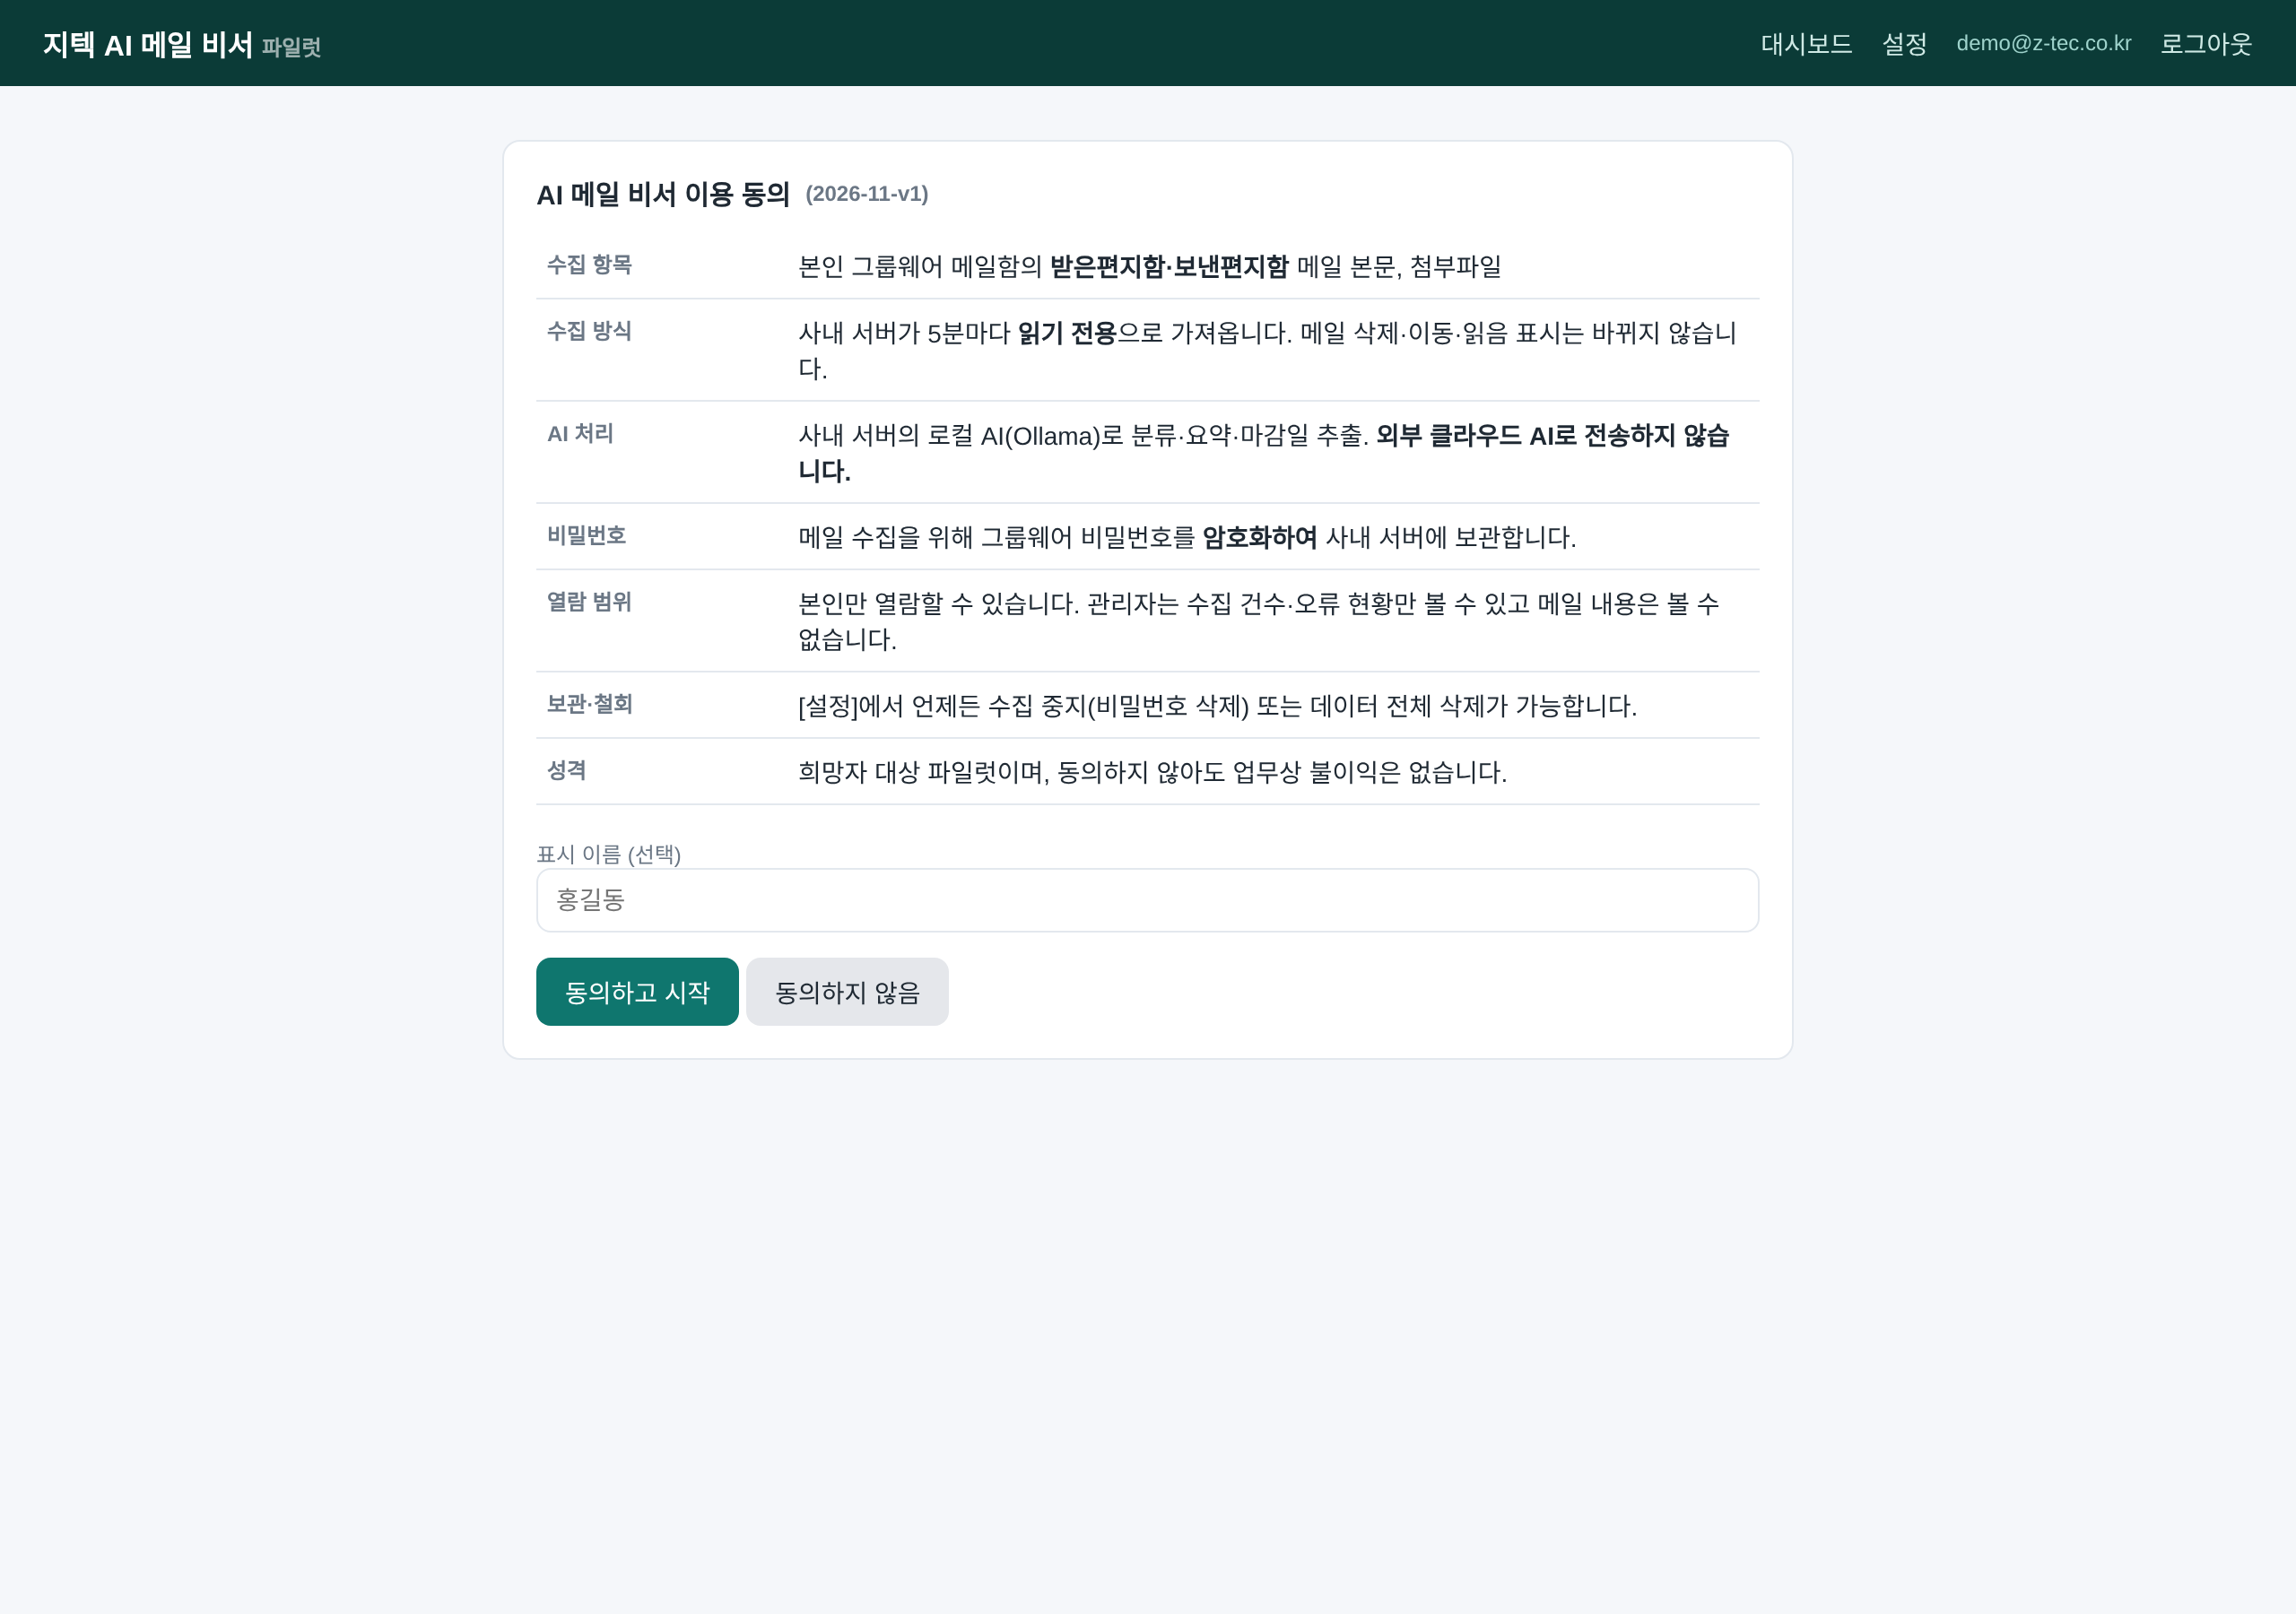 지텍 AI 메일 비서 파일럿
대시보드 설정 demo@z-tec.co.kr 로그아웃
AI 메일 비서 이용 동의 (2026-11-v1)
수집 항목 본인 그룹웨어 메일함의 받은편지함·보낸편지함 메일 본문, 첨부파일
수집 방식 사내 서버가 5분마다 읽기 전용으로 가져옵니다. 메일 삭제·이동·읽음 표시는 바뀌지 않습니
다.
AI 처리 사내 서버의 로컬 AI(Ollama)로 분류·요약·마감일 추출. 외부 클라우드 AI로 전송하지 않습
니다.
비밀번호 메일 수집을 위해 그룹웨어 비밀번호를 암호화하여 사내 서버에 보관합니다.
열람 범위 본인만 열람할 수 있습니다. 관리자는 수집 건수·오류 현황만 볼 수 있고 메일 내용은 볼 수
없습니다.
보관·철회 [설정]에서 언제든 수집 중지(비밀번호 삭제) 또는 데이터 전체 삭제가 가능합니다.
성격 희망자 대상 파일럿이며, 동의하지 않아도 업무상 불이익은 없습니다.
표시 이름 (선택)
홍길동
동의하고 시작 동의하지 않음